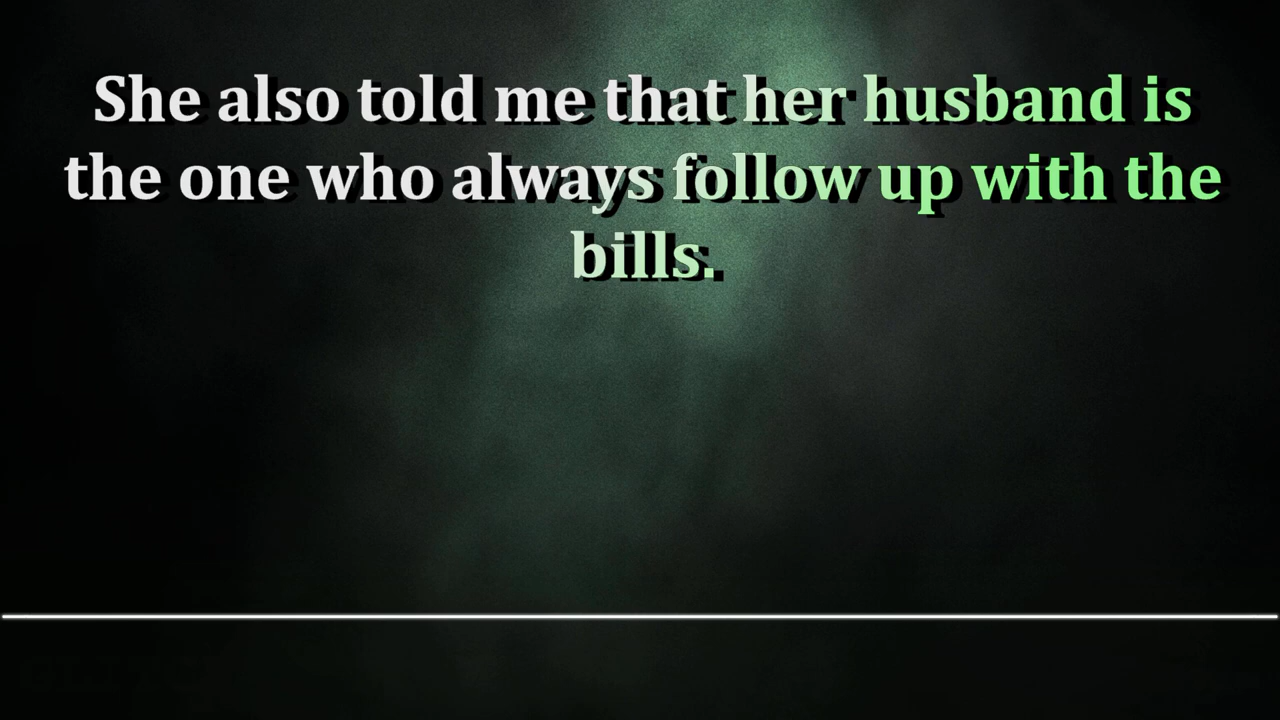 She also told me that her husband is
the one who always follow up with the
bills.